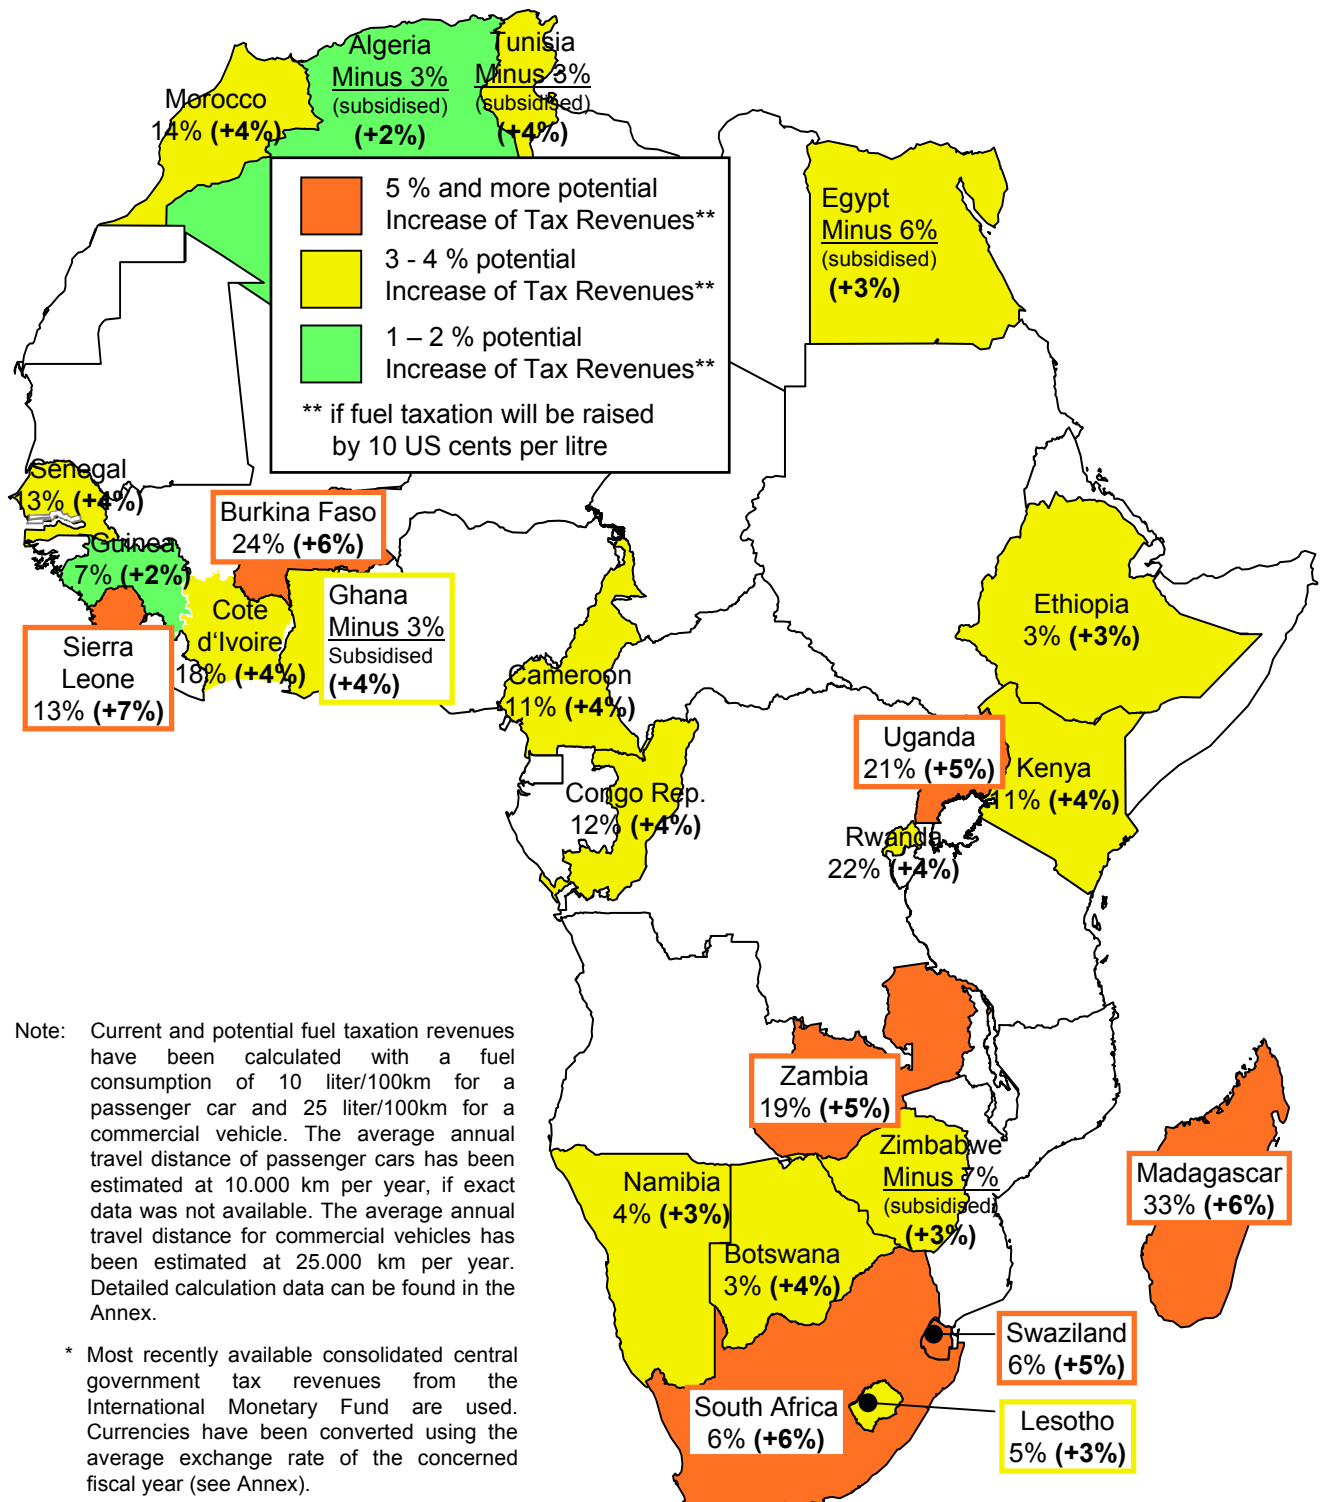 Algeria
Minus 3%
(subsidised)
(+2%)
Tunisia
Minus 3%
(subsidised)
(+4%)
Morocco
14% (+4%)
5 % and more potential
Increase of Tax Revenues**
3 - 4 % potential
Increase of Tax Revenues**
1 – 2 % potential
Increase of Tax Revenues**
** if fuel taxation will be raised
by 10 US cents per litre
Egypt
Minus 6%
(subsidised)
(+3%)
Senegal
13% (+4%)
Burkina Faso
24% (+6%)
Guinea
7% (+2%)
Sierra
Leone
13% (+7%)
Cote
d‘Ivoire
18% (+4%)
Ghana
Minus 3%
Subsidised
(+4%)
Cameroon
11% (+4%)
Ethiopia
3% (+3%)
Uganda
21% (+5%)
Kenya
11% (+4%)
Congo Rep.
12% (+4%)
Rwanda
22% (+4%)
Zambia
19% (+5%)
Zimbabwe
Minus 7%
(subsidised)
(+3%)
Namibia
4% (+3%)
Botswana
3% (+4%)
Madagascar
33% (+6%)
Swaziland
6% (+5%)
South Africa
6% (+6%)
Lesotho
5% (+3%)
Note: Current and potential fuel taxation revenues
have been calculated with a fuel
consumption of 10 liter/100km for a
passenger car and 25 liter/100km for a
commercial vehicle. The average annual
travel distance of passenger cars has been
estimated at 10.000 km per year, if exact
data was not available. The average annual
travel distance for commercial vehicles has
been estimated at 25.000 km per year.
Detailed calculation data can be found in the
Annex.
* Most recently available consolidated central
government tax revenues from the
International Monetary Fund are used.
Currencies have been converted using the
average exchange rate of the concerned
fiscal year (see Annex).